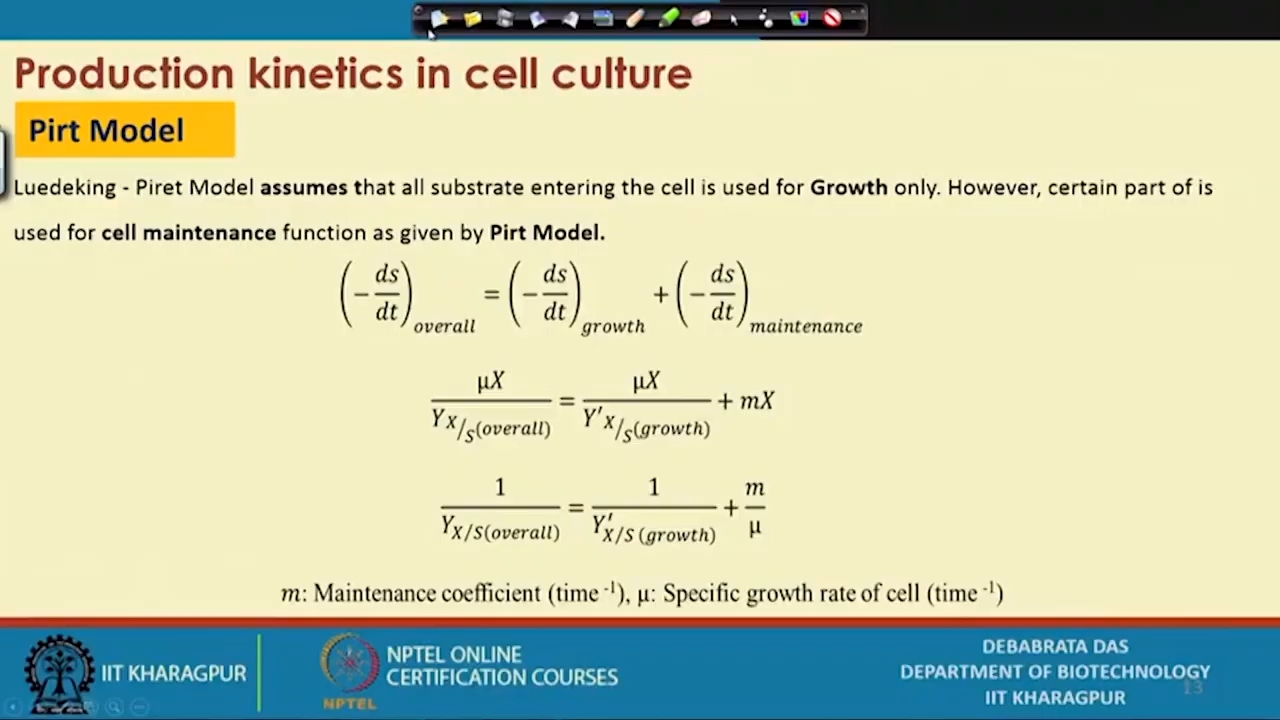 Production kinetics in cell culture
Pirt Model
Luedeking - Piret Model assumes that all substrate entering the cell is used for Growth only. However, certain part of is
used for cell maintenance function as given by Pirt Model.
(−ds/dt)overall = (−ds/dt)growth + (−ds/dt)maintenance
μX/YX/S(overall) = μX/Y'X/S(growth) + mX
1/YX/S(overall) = 1/Y'X/S (growth) + m/μ
m: Maintenance coefficient (time -1), μ: Specific growth rate of cell (time -1)
IIT KHARAGPUR
NPTEL
NPTEL ONLINE
CERTIFICATION COURSES
DEBABRATA DAS
DEPARTMENT OF BIOTECHNOLOGY
IIT KHARAGPUR
13